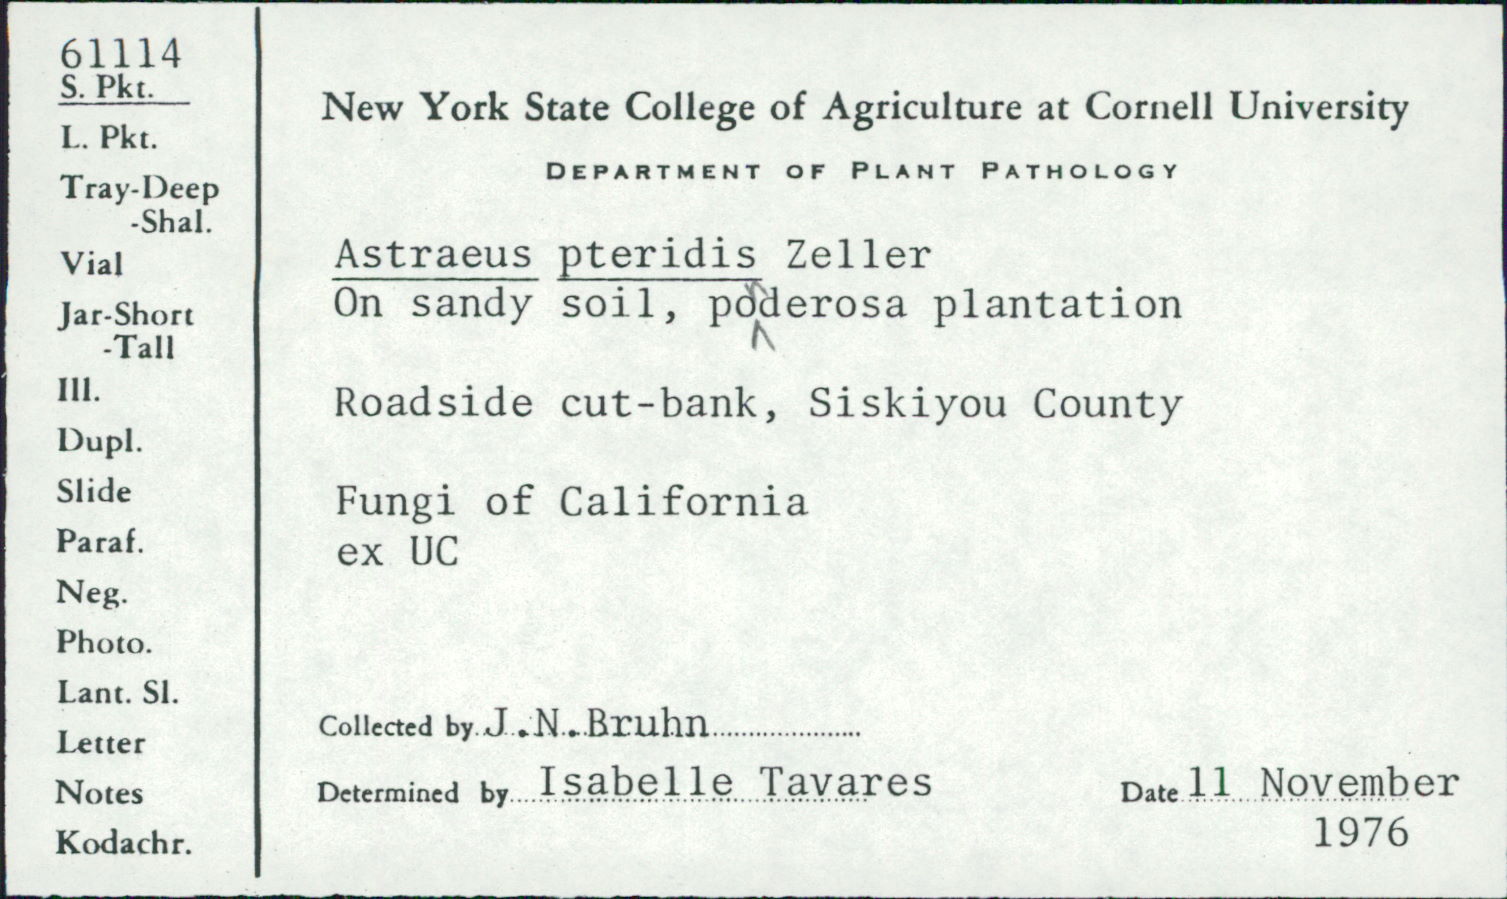 61114
S. Pkt.
L. Pkt.
Tray-Deep
-Shal.
Vial
Jar-Short
-Tall
Ill.
Dupl.
Slide
Paraf.
Neg.
Photo.
Lant. Sl.
Letter
Notes
Kodachr.
New York State College of Agriculture at Cornell University
DEPARTMENT OF PLANT PATHOLOGY
Astraeus pteridis Zeller
On sandy soil, ponderosa plantation
Roadside cut-bank, Siskiyou County
Fungi of California
ex UC
Collected by J.N.Bruhn
Determined by Isabelle Tavares
Date 11 November
1976